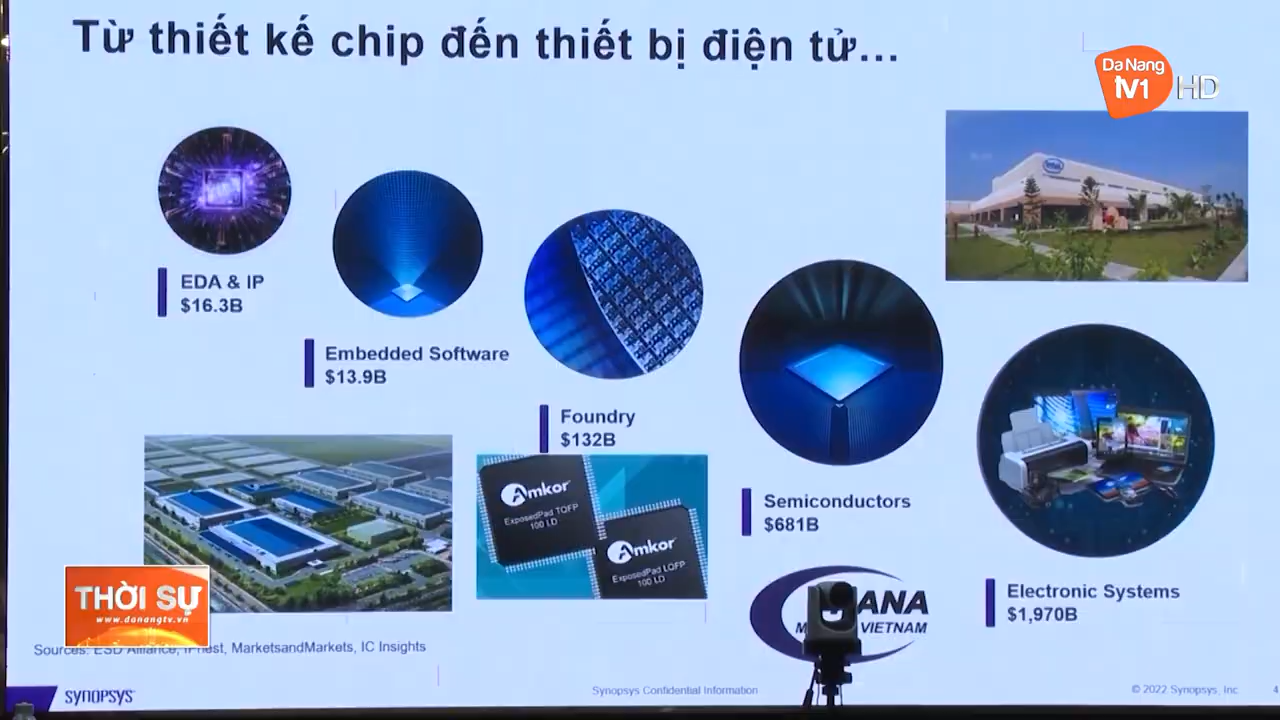 Từ thiết kế chip đến thiết bị điện tử...
Da Nang
TV1 HD
intel
EDA & IP
$16.3B
Embedded Software
$13.9B
Foundry
$132B
Amkor
ExposedPad TQFP
100 LD
Amkor
ExposedPad LQFP
100 LD
Semiconductors
$681B
Electronic Systems
$1,970B
ANA
VIETNAM
THỜI SỰ
www.danangtv.vn
Sources: ESD Alliance, IPnest, MarketsandMarkets, IC Insights
SYNOPSYS
Synopsys Confidential Information
© 2022 Synopsys, Inc
4